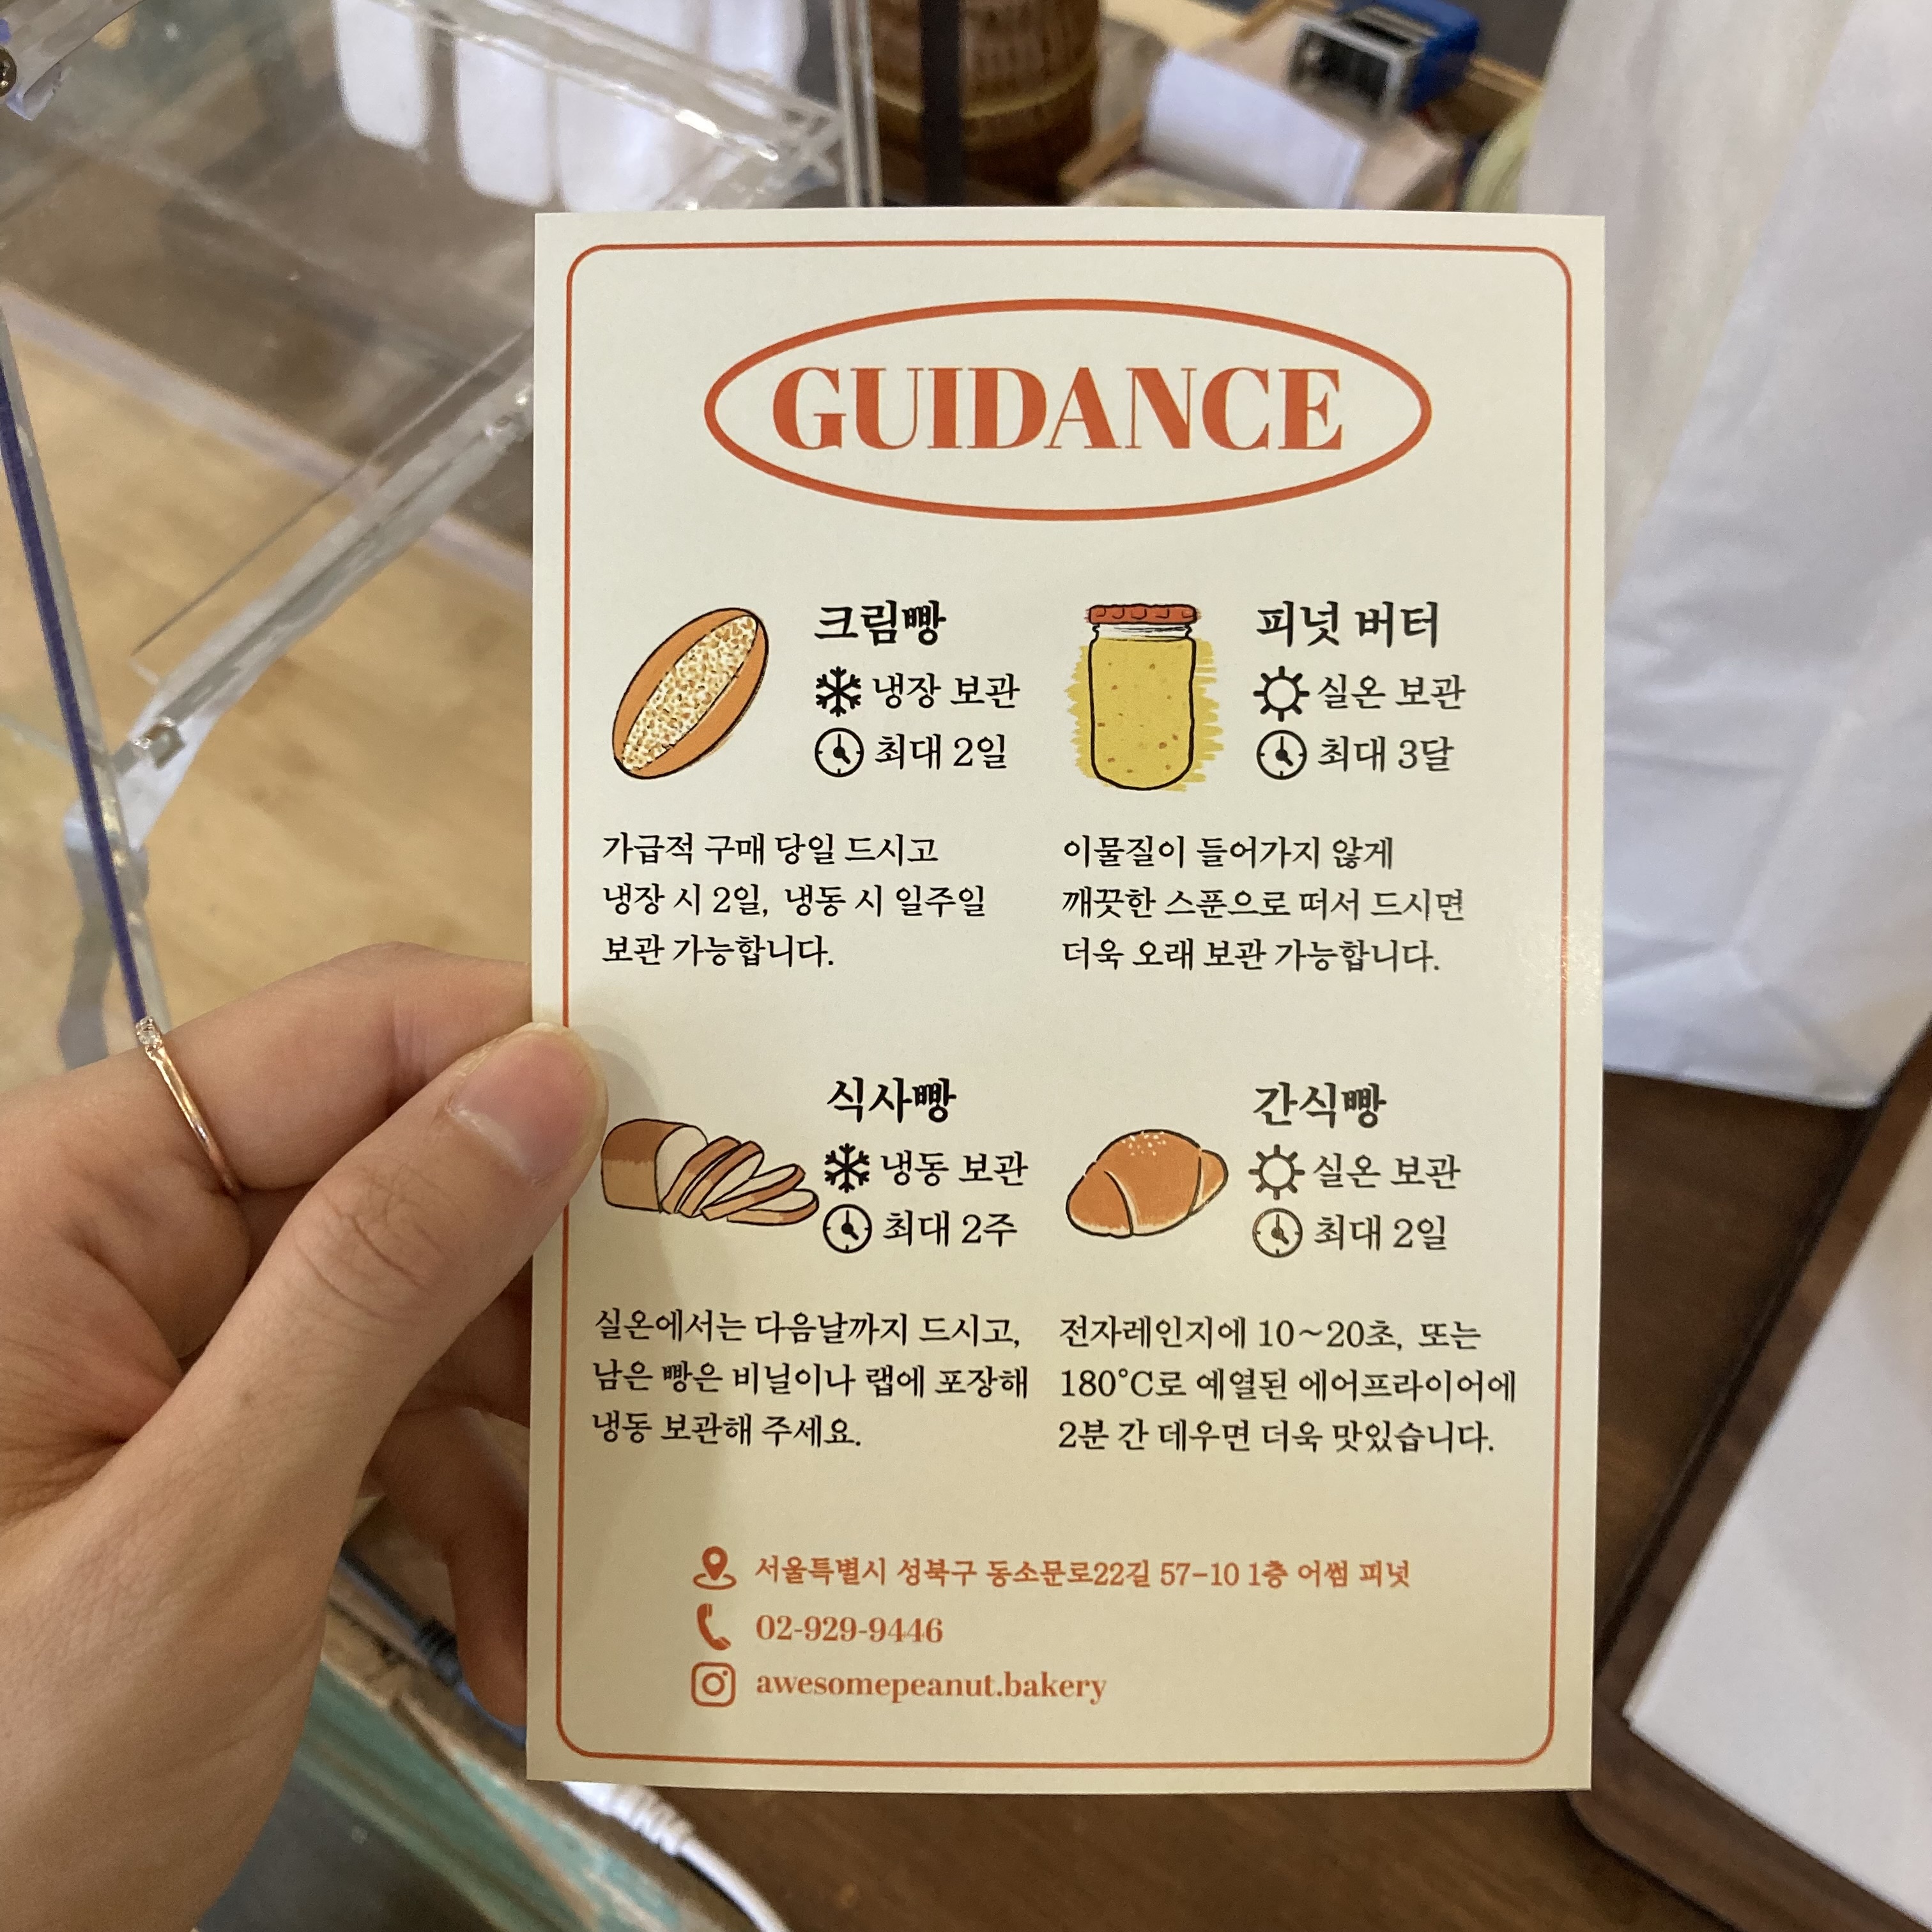 GUIDANCE
크림빵
냉장 보관
최대 2일
가급적 구매 당일 드시고
냉장 시 2일, 냉동 시 일주일
보관 가능합니다.
피넛 버터
실온 보관
최대 3달
이물질이 들어가지 않게
깨끗한 스푼으로 떠서 드시면
더욱 오래 보관 가능합니다.
식사빵
냉동 보관
최대 2주
실온에서는 다음날까지 드시고,
남은 빵은 비닐이나 랩에 포장해
냉동 보관해 주세요.
간식빵
실온 보관
최대 2일
전자레인지에 10~20초, 또는
180°C로 예열된 에어프라이어에
2분 간 데우면 더욱 맛있습니다.
서울특별시 성북구 동소문로22길 57-10 1층 어썸 피넛
02-929-9446
awesomepeanut.bakery